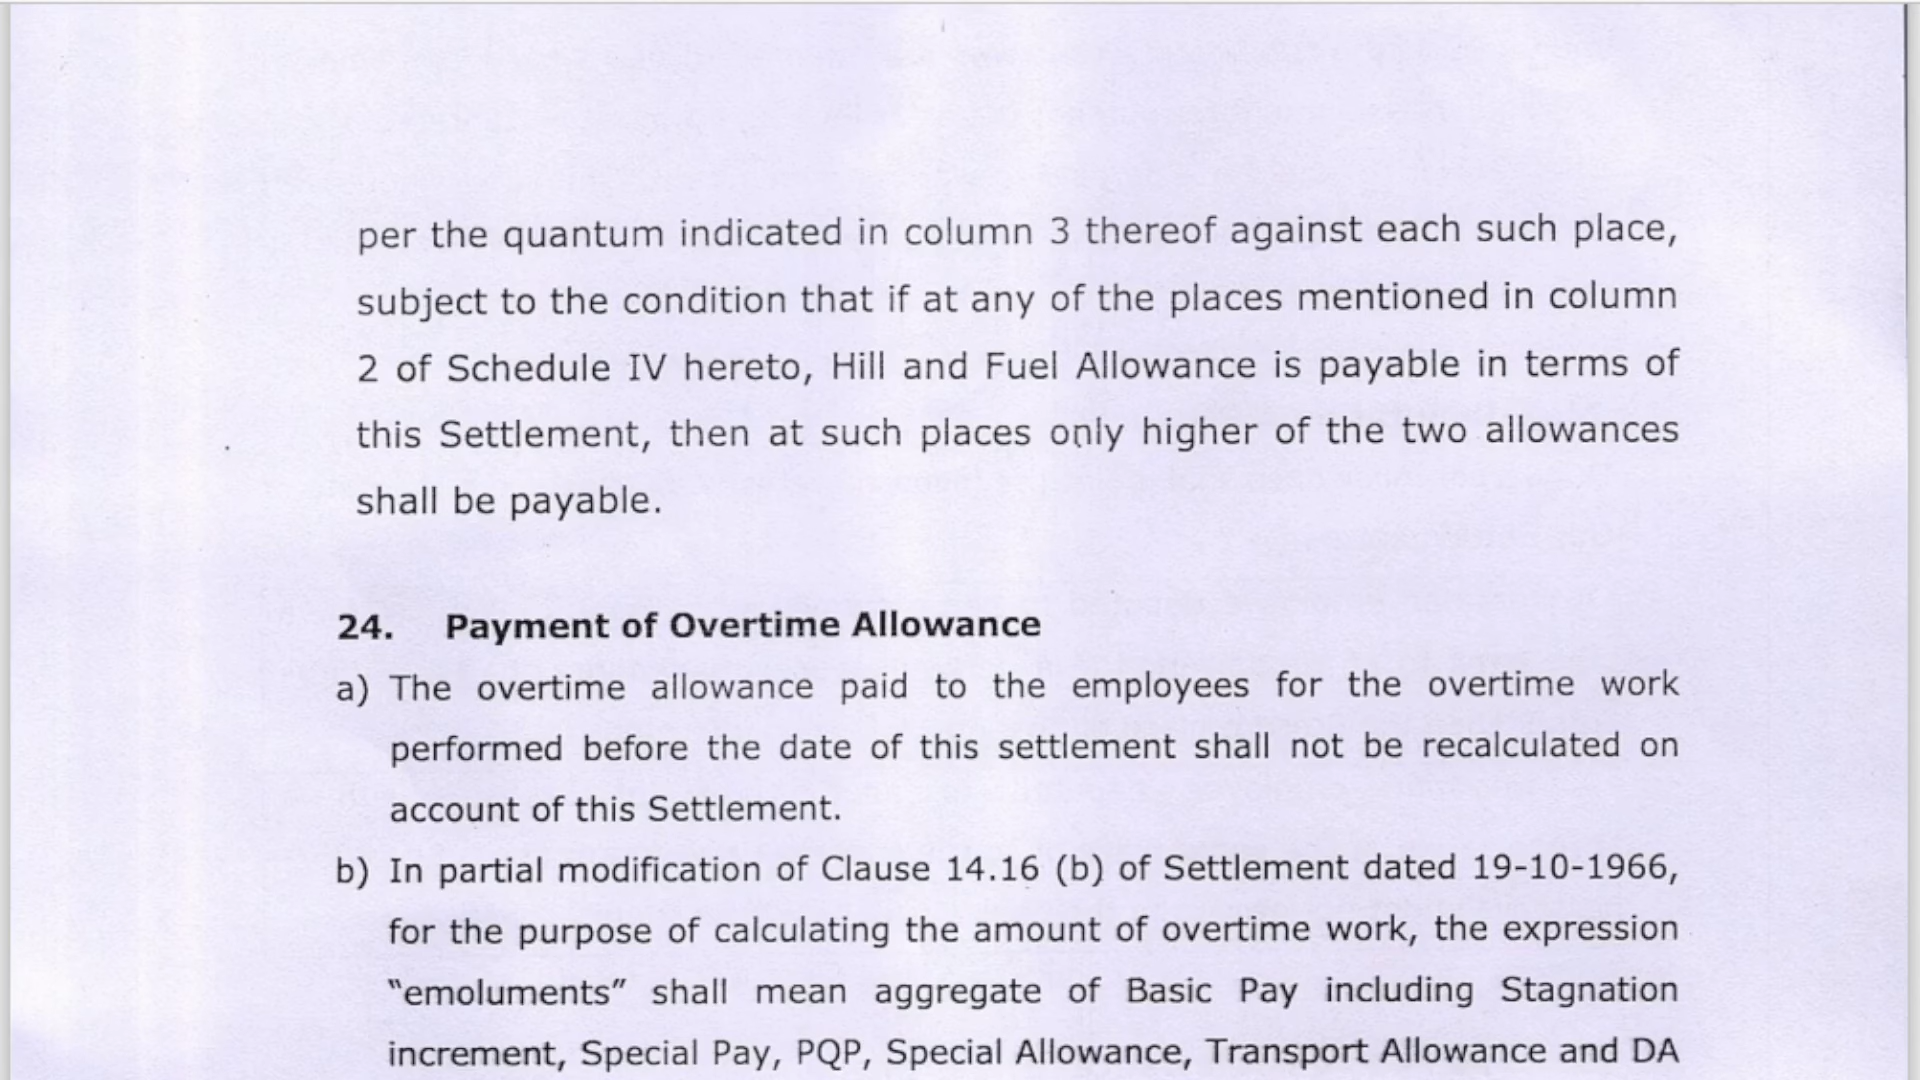 per the quantum indicated in column 3 thereof against each such place,
subject to the condition that if at any of the places mentioned in column
2 of Schedule IV hereto, Hill and Fuel Allowance is payable in terms of
this Settlement, then at such places only higher of the two allowances
shall be payable.
24. Payment of Overtime Allowance
a) The overtime allowance paid to the employees for the overtime work
performed before the date of this settlement shall not be recalculated on
account of this Settlement.
b) In partial modification of Clause 14.16 (b) of Settlement dated 19-10-1966,
for the purpose of calculating the amount of overtime work, the expression
“emoluments” shall mean aggregate of Basic Pay including Stagnation
increment, Special Pay, PQP, Special Allowance, Transport Allowance and DA